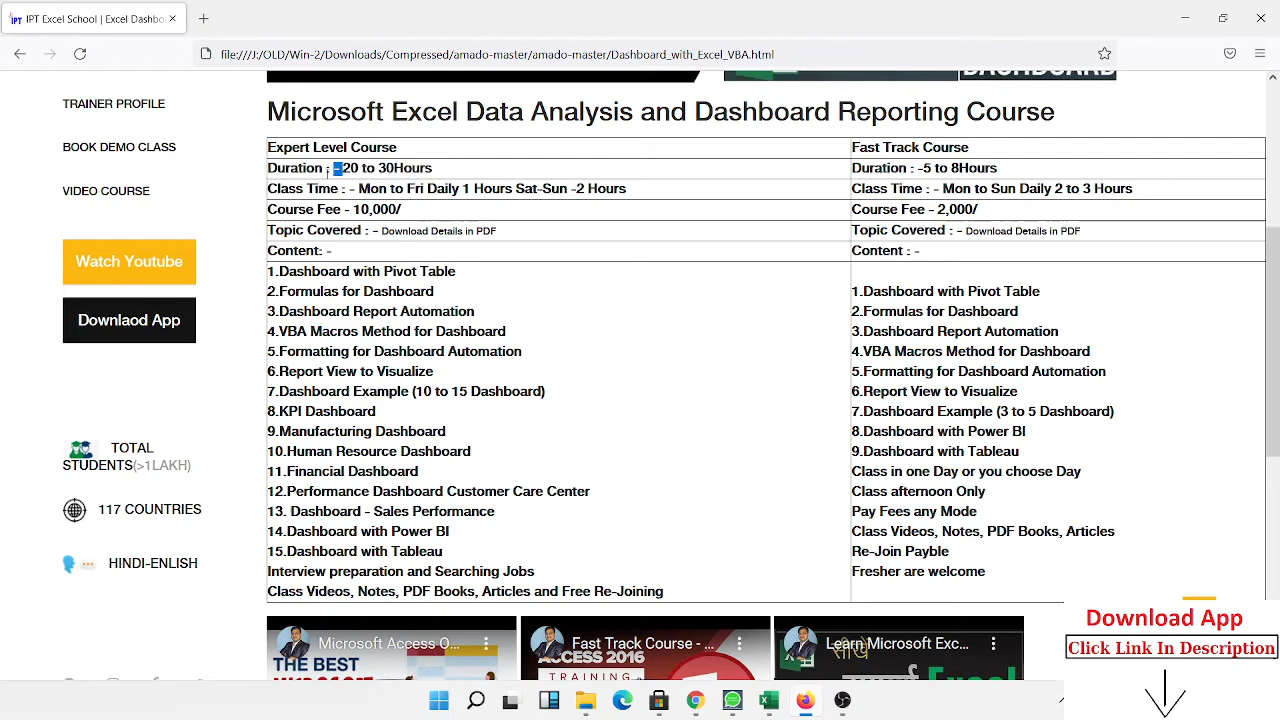 IPT Excel School | Excel Dashbo
file:///J:/OLD/Win-2/Downloads/Compressed/amado-master/amado-master/Dashboard_with_Excel_VBA.html
DASHBOARD
TRAINER PROFILE
BOOK DEMO CLASS
VIDEO COURSE
Watch Youtube
Downlaod App
TOTAL
STUDENTS(>1LAKH)
117 COUNTRIES
HINDI-ENLISH
Microsoft Excel Data Analysis and Dashboard Reporting Course
Expert Level Course
Duration : -20 to 30Hours
Class Time : - Mon to Fri Daily 1 Hours Sat-Sun -2 Hours
Course Fee - 10,000/
Topic Covered : - Download Details in PDF
Content: -
1.Dashboard with Pivot Table
2.Formulas for Dashboard
3.Dashboard Report Automation
4.VBA Macros Method for Dashboard
5.Formatting for Dashboard Automation
6.Report View to Visualize
7.Dashboard Example (10 to 15 Dashboard)
8.KPI Dashboard
9.Manufacturing Dashboard
10.Human Resource Dashboard
11.Financial Dashboard
12.Performance Dashboard Customer Care Center
13. Dashboard - Sales Performance
14.Dashboard with Power BI
15.Dashboard with Tableau
Interview preparation and Searching Jobs
Class Videos, Notes, PDF Books, Articles and Free Re-Joining
Fast Track Course
Duration : -5 to 8Hours
Class Time : - Mon to Sun Daily 2 to 3 Hours
Course Fee - 2,000/
Topic Covered : - Download Details in PDF
Content : -
1.Dashboard with Pivot Table
2.Formulas for Dashboard
3.Dashboard Report Automation
4.VBA Macros Method for Dashboard
5.Formatting for Dashboard Automation
6.Report View to Visualize
7.Dashboard Example (3 to 5 Dashboard)
8.Dashboard with Power BI
9.Dashboard with Tableau
Class in one Day or you choose Day
Class afternoon Only
Pay Fees any Mode
Class Videos, Notes, PDF Books, Articles
Re-Join Payble
Fresher are welcome
Microsoft Access O...
THE BEST
Fast Track Course - ...
ACCESS 2016
TRAINING
Learn Microsoft Exc...
सीखें
Excel
Download App
Click Link In Description